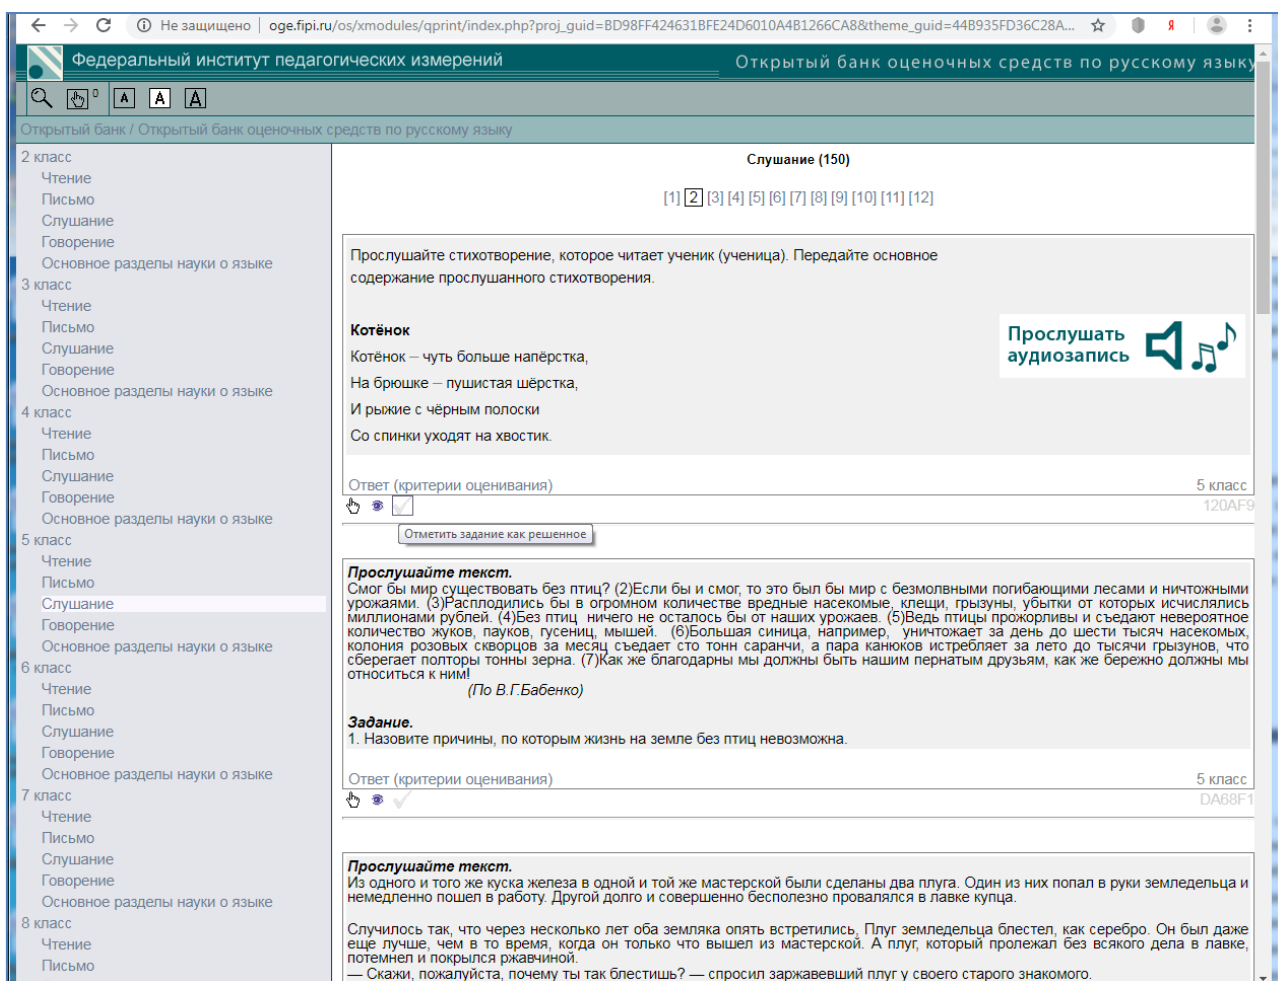 Не защищено | oge.fipi.ru/os/xmodules/qprint/index.php?proj_guid=BD98FF424631BFE24D6010A4B1266CA8&theme_guid=44B935FD36C28A...
Федеральный институт педагогических измерений
Открытый банк оценочных средств по русскому языку
0 A A A
Открытый банк / Открытый банк оценочных средств по русскому языку
2 класс
Чтение
Письмо
Слушание
Говорение
Основное разделы науки о языке
3 класс
Чтение
Письмо
Слушание
Говорение
Основное разделы науки о языке
4 класс
Чтение
Письмо
Слушание
Говорение
Основное разделы науки о языке
5 класс
Чтение
Письмо
Слушание
Говорение
Основное разделы науки о языке
6 класс
Чтение
Письмо
Слушание
Говорение
Основное разделы науки о языке
7 класс
Чтение
Письмо
Слушание
Говорение
Основное разделы науки о языке
8 класс
Чтение
Письмо
Слушание (150)
[1] 2 [3] [4] [5] [6] [7] [8] [9] [10] [11] [12]
Прослушайте стихотворение, которое читает ученик (ученица). Передайте основное
содержание прослушанного стихотворения.
Котёнок
Котёнок – чуть больше напёрстка,
На брюшке – пушистая шёрстка,
И рыжие с чёрным полоски
Со спинки уходят на хвостик.
Прослушать
аудиозапись
Ответ (критерии оценивания)
5 класс
120AF9
Отметить задание как решенное
Прослушайте текст.
Смог бы мир существовать без птиц? (2)Если бы и смог, то это был бы мир с безмолвными погибающими лесами и ничтожными
урожаями. (3)Расплодились бы в огромном количестве вредные насекомые, клещи, грызуны, убытки от которых исчислялись
миллионами рублей. (4)Без птиц ничего не осталось бы от наших урожаев. (5)Ведь птицы прожорливы и съедают невероятное
количество жуков, пауков, гусениц, мышей. (6)Большая синица, например, уничтожает за день до шести тысяч насекомых,
колония розовых скворцов за месяц съедает сто тонн саранчи, а пара канюков истребляет за лето до тысячи грызунов, что
сберегает полторы тонны зерна. (7)Как же благодарны мы должны быть нашим пернатым друзьям, как же бережно должны мы
относиться к ним!
(По В.Г.Бабенко)
Задание.
1. Назовите причины, по которым жизнь на земле без птиц невозможна.
Ответ (критерии оценивания)
5 класс
DA68F1
Прослушайте текст.
Из одного и того же куска железа в одной и той же мастерской были сделаны два плуга. Один из них попал в руки земледельца и
немедленно пошел в работу. Другой долго и совершенно бесполезно провалялся в лавке купца.
Случилось так, что через несколько лет оба земляка опять встретились. Плуг земледельца блестел, как серебро. Он был даже
еще лучше, чем в то время, когда он только что вышел из мастерской. А плуг, который пролежал без всякого дела в лавке,
потемнел и покрылся ржавчиной.
— Скажи, пожалуйста, почему ты так блестишь? — спросил заржавевший плуг у своего старого знакомого.